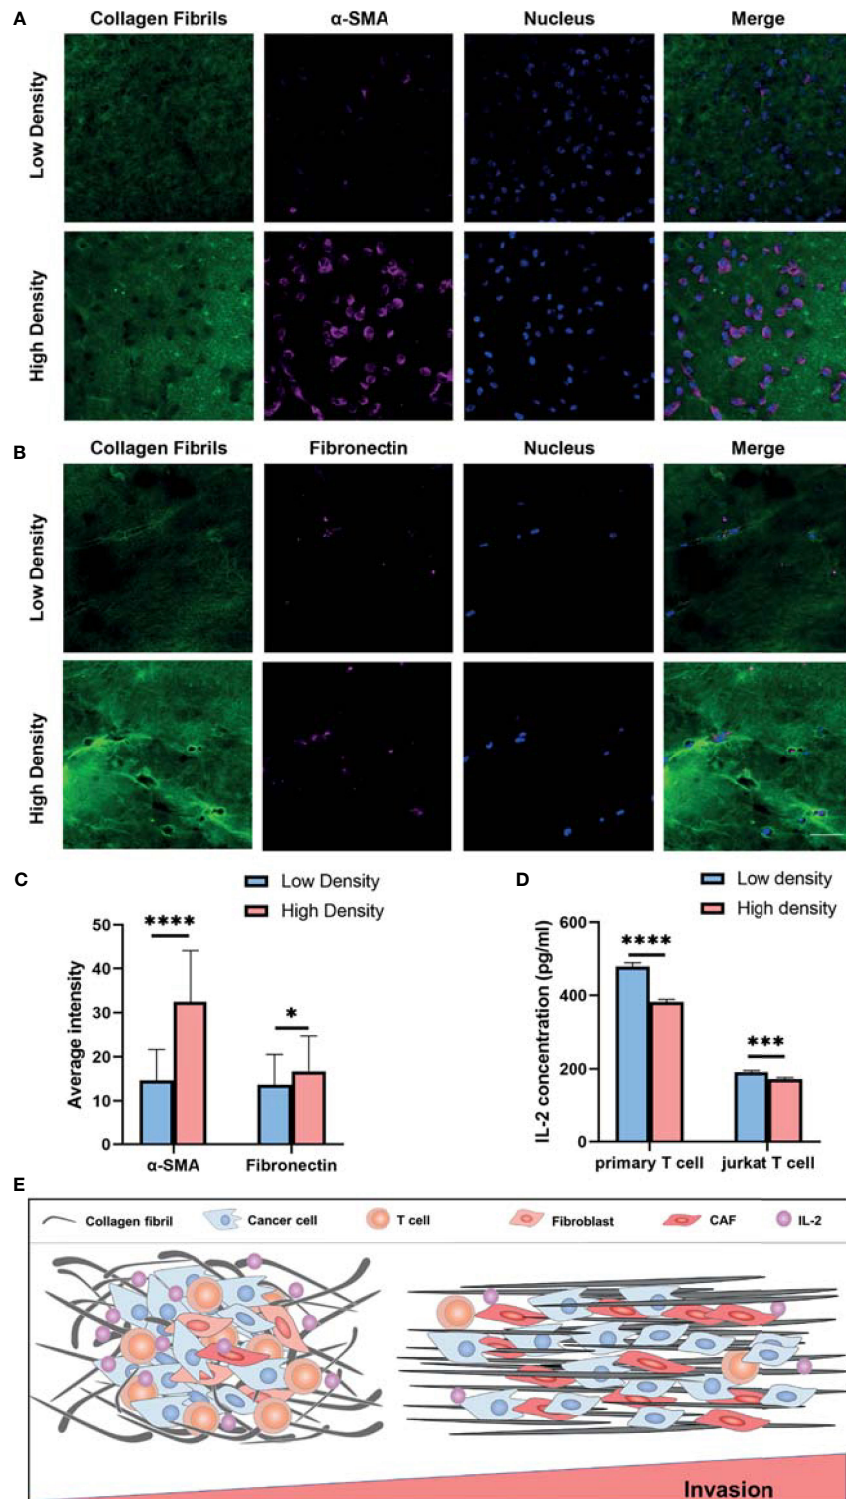 A
Collagen Fibrils α-SMA Nucleus Merge
Low Density
High Density
B
Collagen Fibrils Fibronectin Nucleus Merge
Low Density
High Density
C
Low Density
High Density
****
*
50
40
30
20
10
0
Average intensity
α-SMA Fibronectin
D
Low density
High density
****
***
600
400
200
0
IL-2 concentration (pg/ml)
primary T cell jurkat T cell
E
Collagen fibril Cancer cell T cell Fibroblast CAF IL-2
Invasion